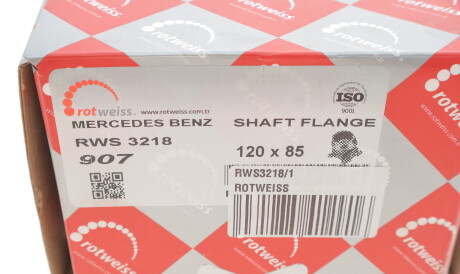 rotweiss
rotweiss
rotweiss. www.rotweiss.com.tr
ISO
9001
MERCEDES BENZ SHAFT FLANGE
RWS 3218
907
120 x 85
RWS3218/1
ROTWEISS
rotweiss
rotweiss